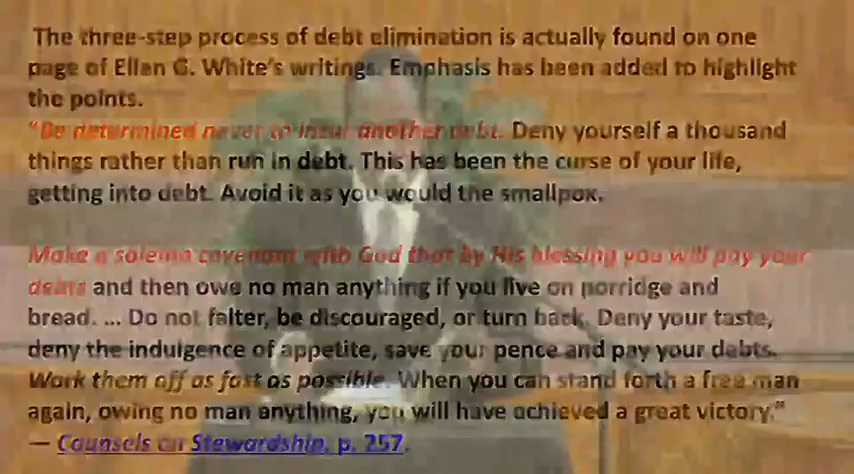 The three-step process of debt elimination is actually found on one
page of Ellen G. White's writings. Emphasis has been added to highlight
the points.
"Be determined never to incur another debt. Deny yourself a thousand
things rather than run in debt. This has been the curse of your life,
getting into debt. Avoid it as you would the smallpox.
Make a solemn covenant with God that by His blessing you will pay your
debts and then owe no man anything if you live on porridge and
bread. ... Do not falter, be discouraged, or turn back. Deny your taste,
deny the indulgence of appetite, save your pence and pay your debts.
Work them off as fast as possible. When you can stand forth a free man
again, owing no man anything, you will have achieved a great victory."
— Counsels on Stewardship, p. 257.